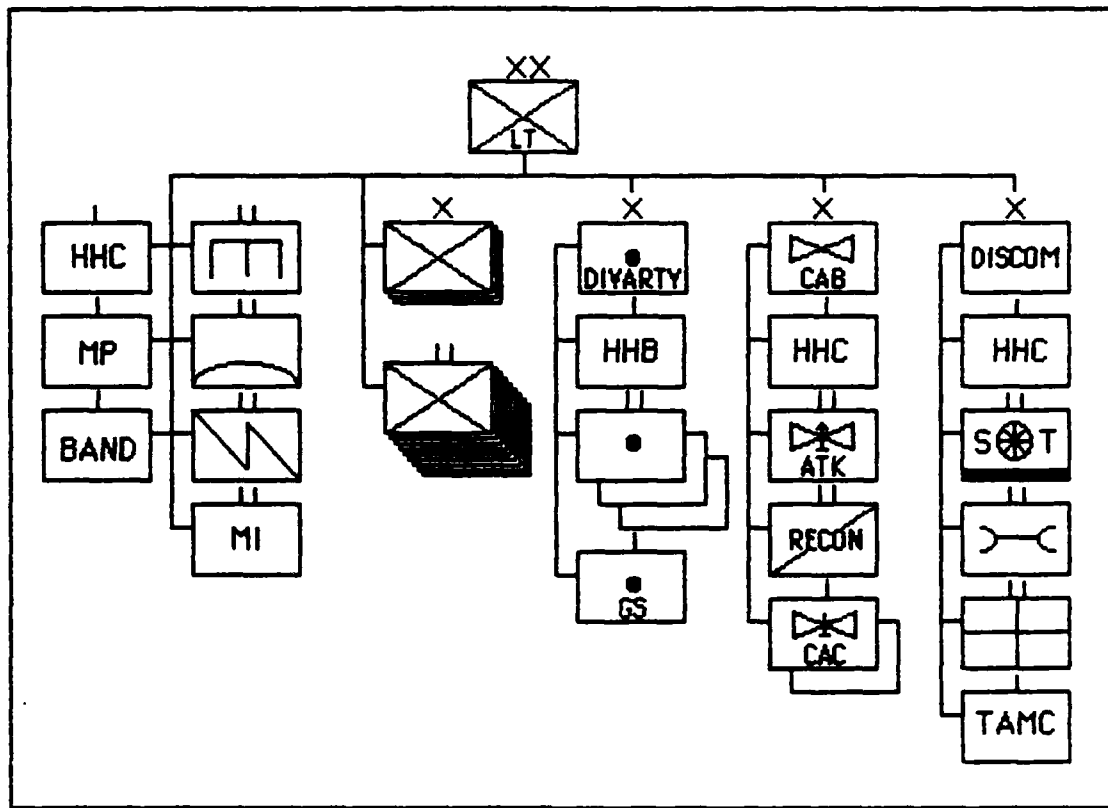 XX
LT
HHC
MP
BAND
MI
X
X
DIVARTY
HHB
GS
X
CAB
HHC
ATK
RECON
CAC
X
DISCOM
HHC
S T
TAMC